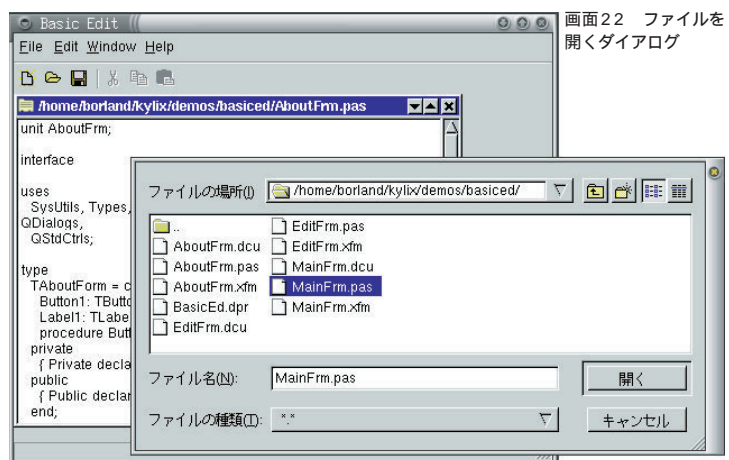 Basic Edit
画面22　ファイルを
開くダイアログ
File Edit Window Help
/home/borland/kylix/demos/basiced/AboutFrm.pas
unit AboutFrm;
interface
uses
SysUtils, Types,
QDialogs,
QStdCtrls;
type
TAboutForm = c
Button1: TButto
Label1: TLabe
procedure Butt
private
{ Private decla
public
{ Public declar
end;
ファイルの場所(I) /home/borland/kylix/demos/basiced/
..
AboutFrm.dcu
AboutFrm.pas
AboutFrm.xfm
BasicEd.dpr
EditFrm.dcu
EditFrm.pas
EditFrm.xfm
MainFrm.dcu
MainFrm.pas
MainFrm.xfm
ファイル名(N): MainFrm.pas 開く
ファイルの種類(T): *.* キャンセル